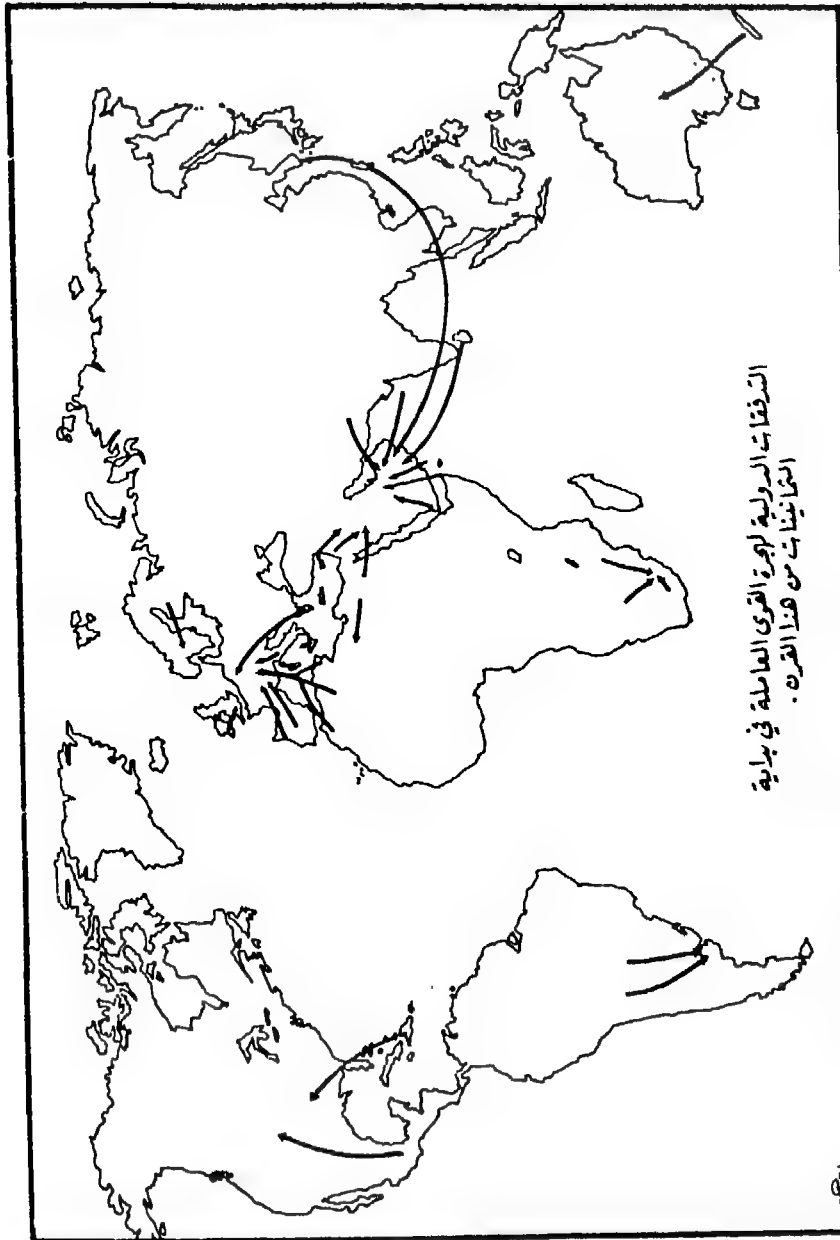 التدفقات الدولية لهجرة القوى العاملة في بداية
الثمانينات من هذا القرن .